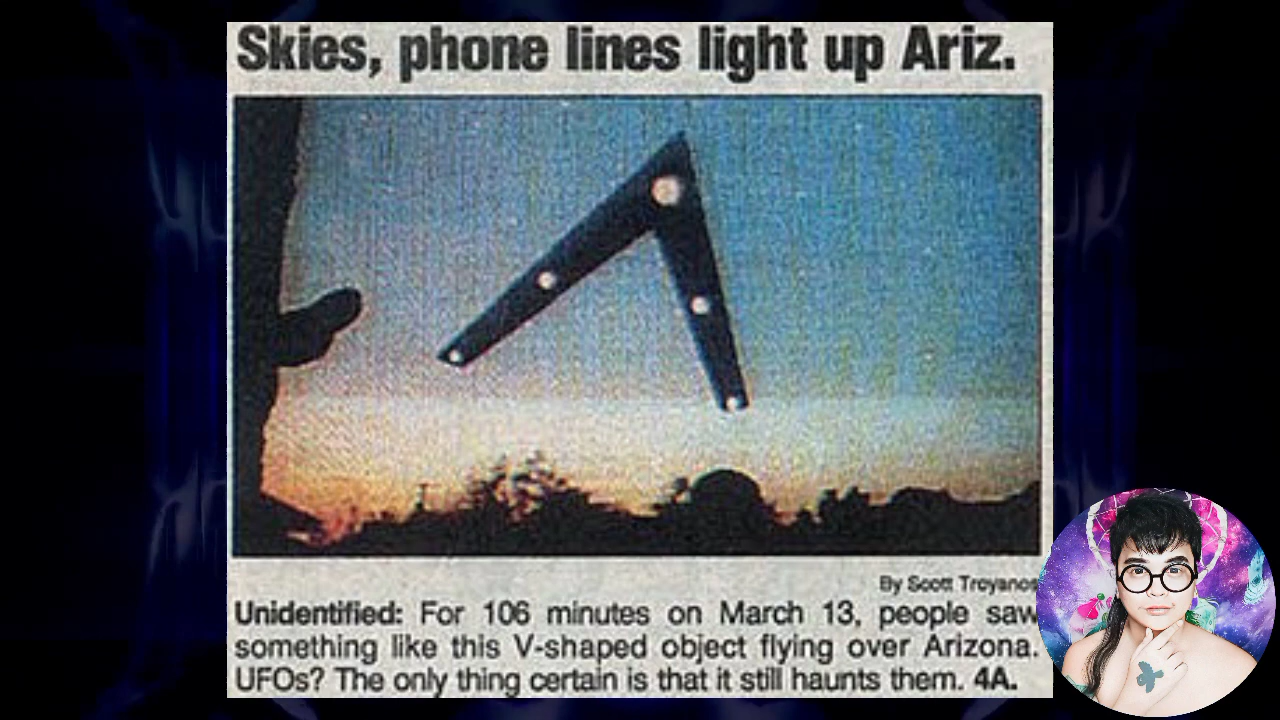 Skies, phone lines light up Ariz.
By Scott Troyanos
Unidentified: For 106 minutes on March 13, people saw
something like this V-shaped object flying over Arizona.
UFOs? The only thing certain is that it still haunts them. 4A.